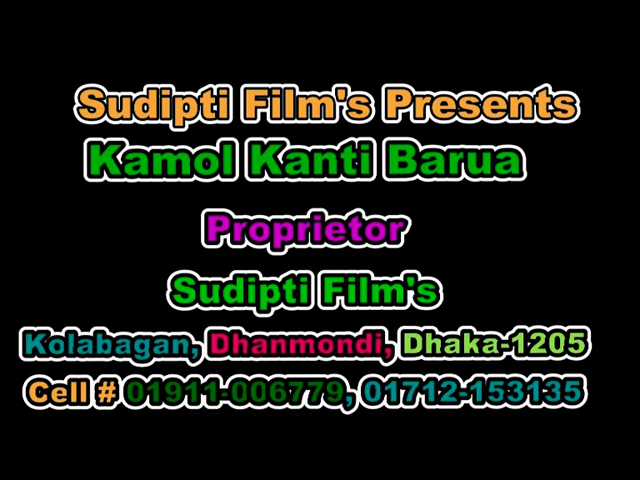 Sudipti Film's Presents
Kamol Kanti Barua
Proprietor
Sudipti Film's
Kolabagan, Dhanmondi, Dhaka-1205
Cell # 01911-006779, 01712-153135